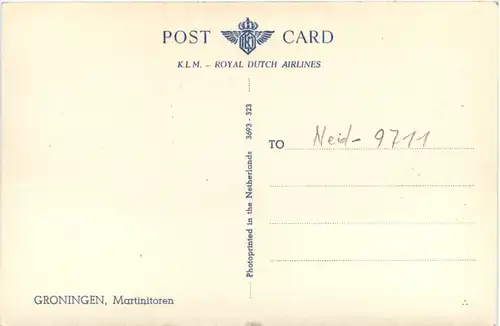 POST CARD
K.L.M. - ROYAL DUTCH AIRLINES
Photoprinted in the Netherlands 3693 - 323
TO Neid- 9711
GRONINGEN, Martinitoren